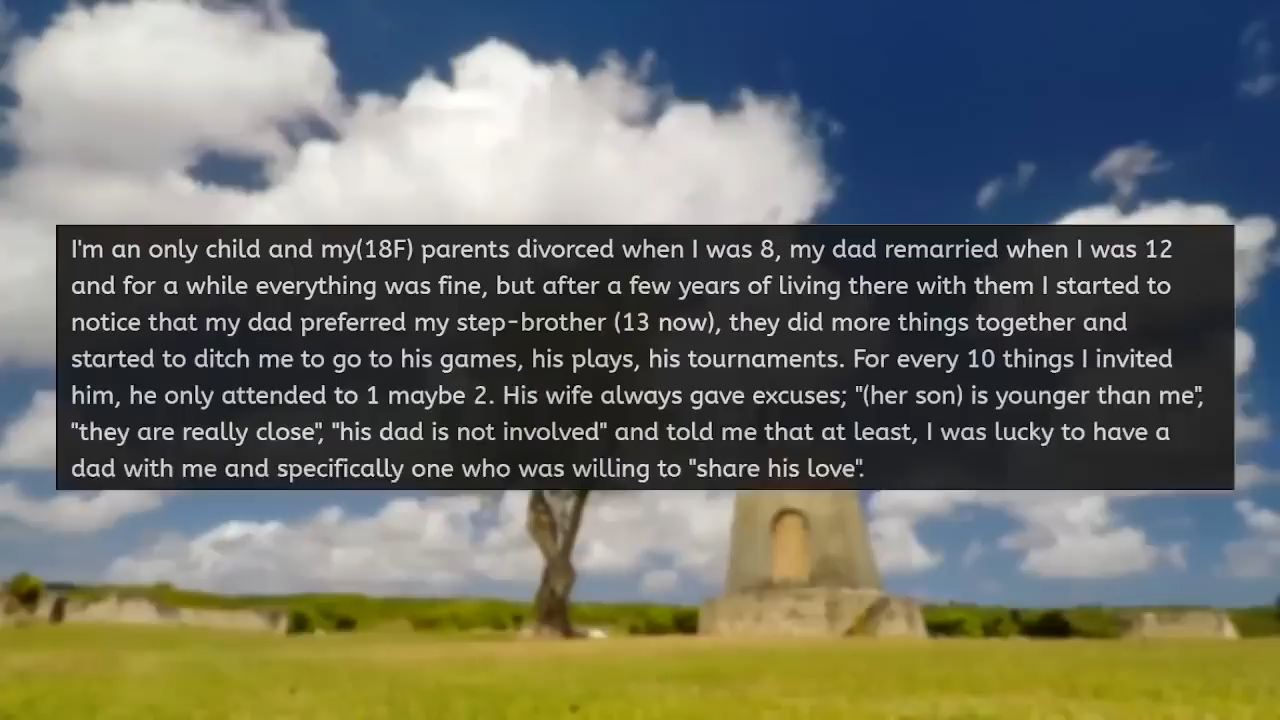 I'm an only child and my(18F) parents divorced when I was 8, my dad remarried when I was 12
and for a while everything was fine, but after a few years of living there with them I started to
notice that my dad preferred my step-brother (13 now), they did more things together and
started to ditch me to go to his games, his plays, his tournaments. For every 10 things I invited
him, he only attended to 1 maybe 2. His wife always gave excuses; "(her son) is younger than me",
"they are really close", "his dad is not involved" and told me that at least, I was lucky to have a
dad with me and specifically one who was willing to "share his love".